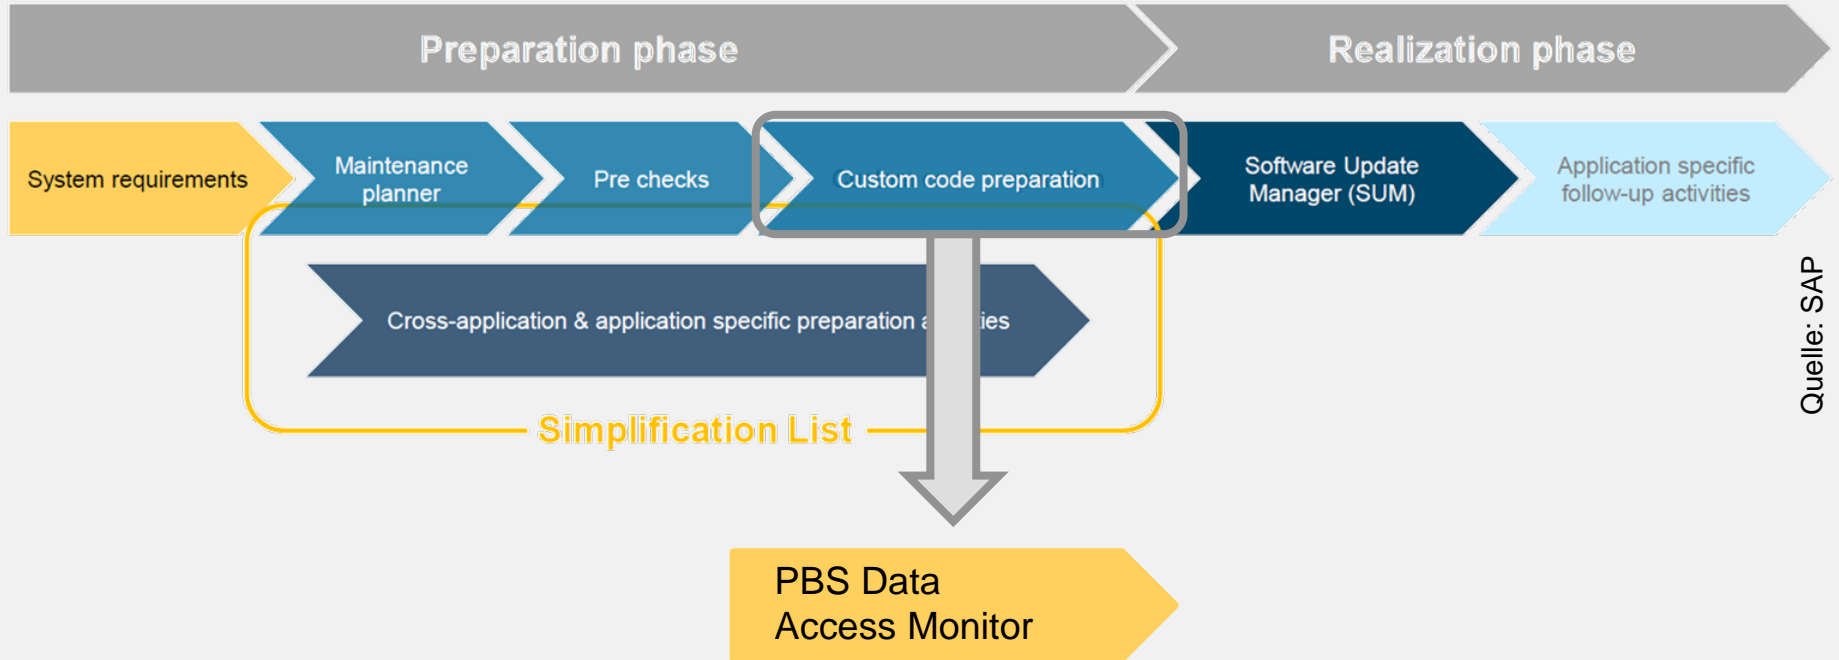 Preparation phase
Realization phase
System requirements
Maintenance
planner
Pre checks
Custom code preparation
Software Update
Manager (SUM)
Application specific
follow-up activities
Cross-application & application specific preparation
Simplification List
Quelle: SAP
PBS Data
Access Monitor